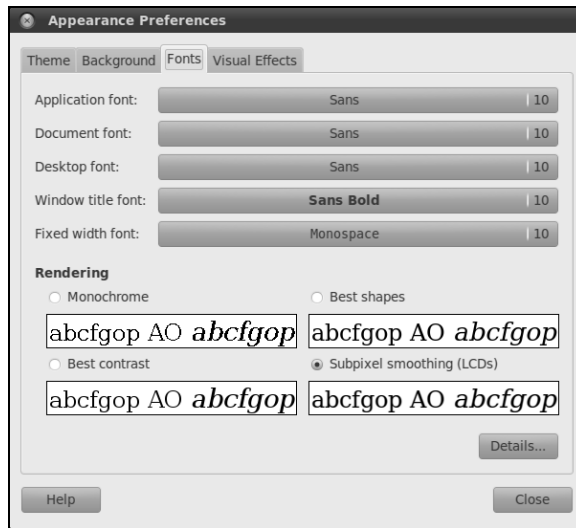 Appearance Preferences
Theme Background Fonts Visual Effects
Application font: Sans 10
Document font: Sans 10
Desktop font: Sans 10
Window title font: Sans Bold 10
Fixed width font: Monospace 10
Rendering
Monochrome Best shapes
abcfgop AO abcfgop abcfgop AO abcfgop
Best contrast Subpixel smoothing (LCDs)
abcfgop AO abcfgop abcfgop AO abcfgop
Details...
Help Close